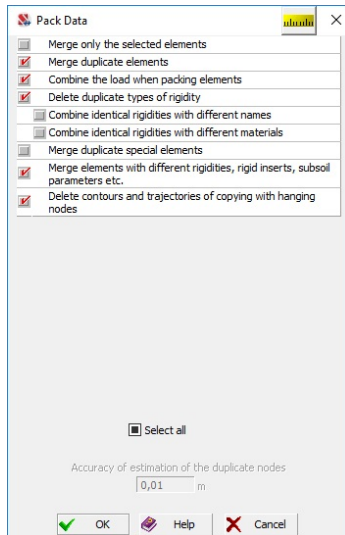 Pack Data
Merge only the selected elements
Merge duplicate elements
Combine the load when packing elements
Delete duplicate types of rigidity
Combine identical rigidities with different names
Combine identical rigidities with different materials
Merge duplicate special elements
Merge elements with different rigidities, rigid inserts, subsoil
parameters etc.
Delete contours and trajectories of copying with hanging
nodes
Select all
Accuracy of estimation of the duplicate nodes
0,01 m
OK Help Cancel